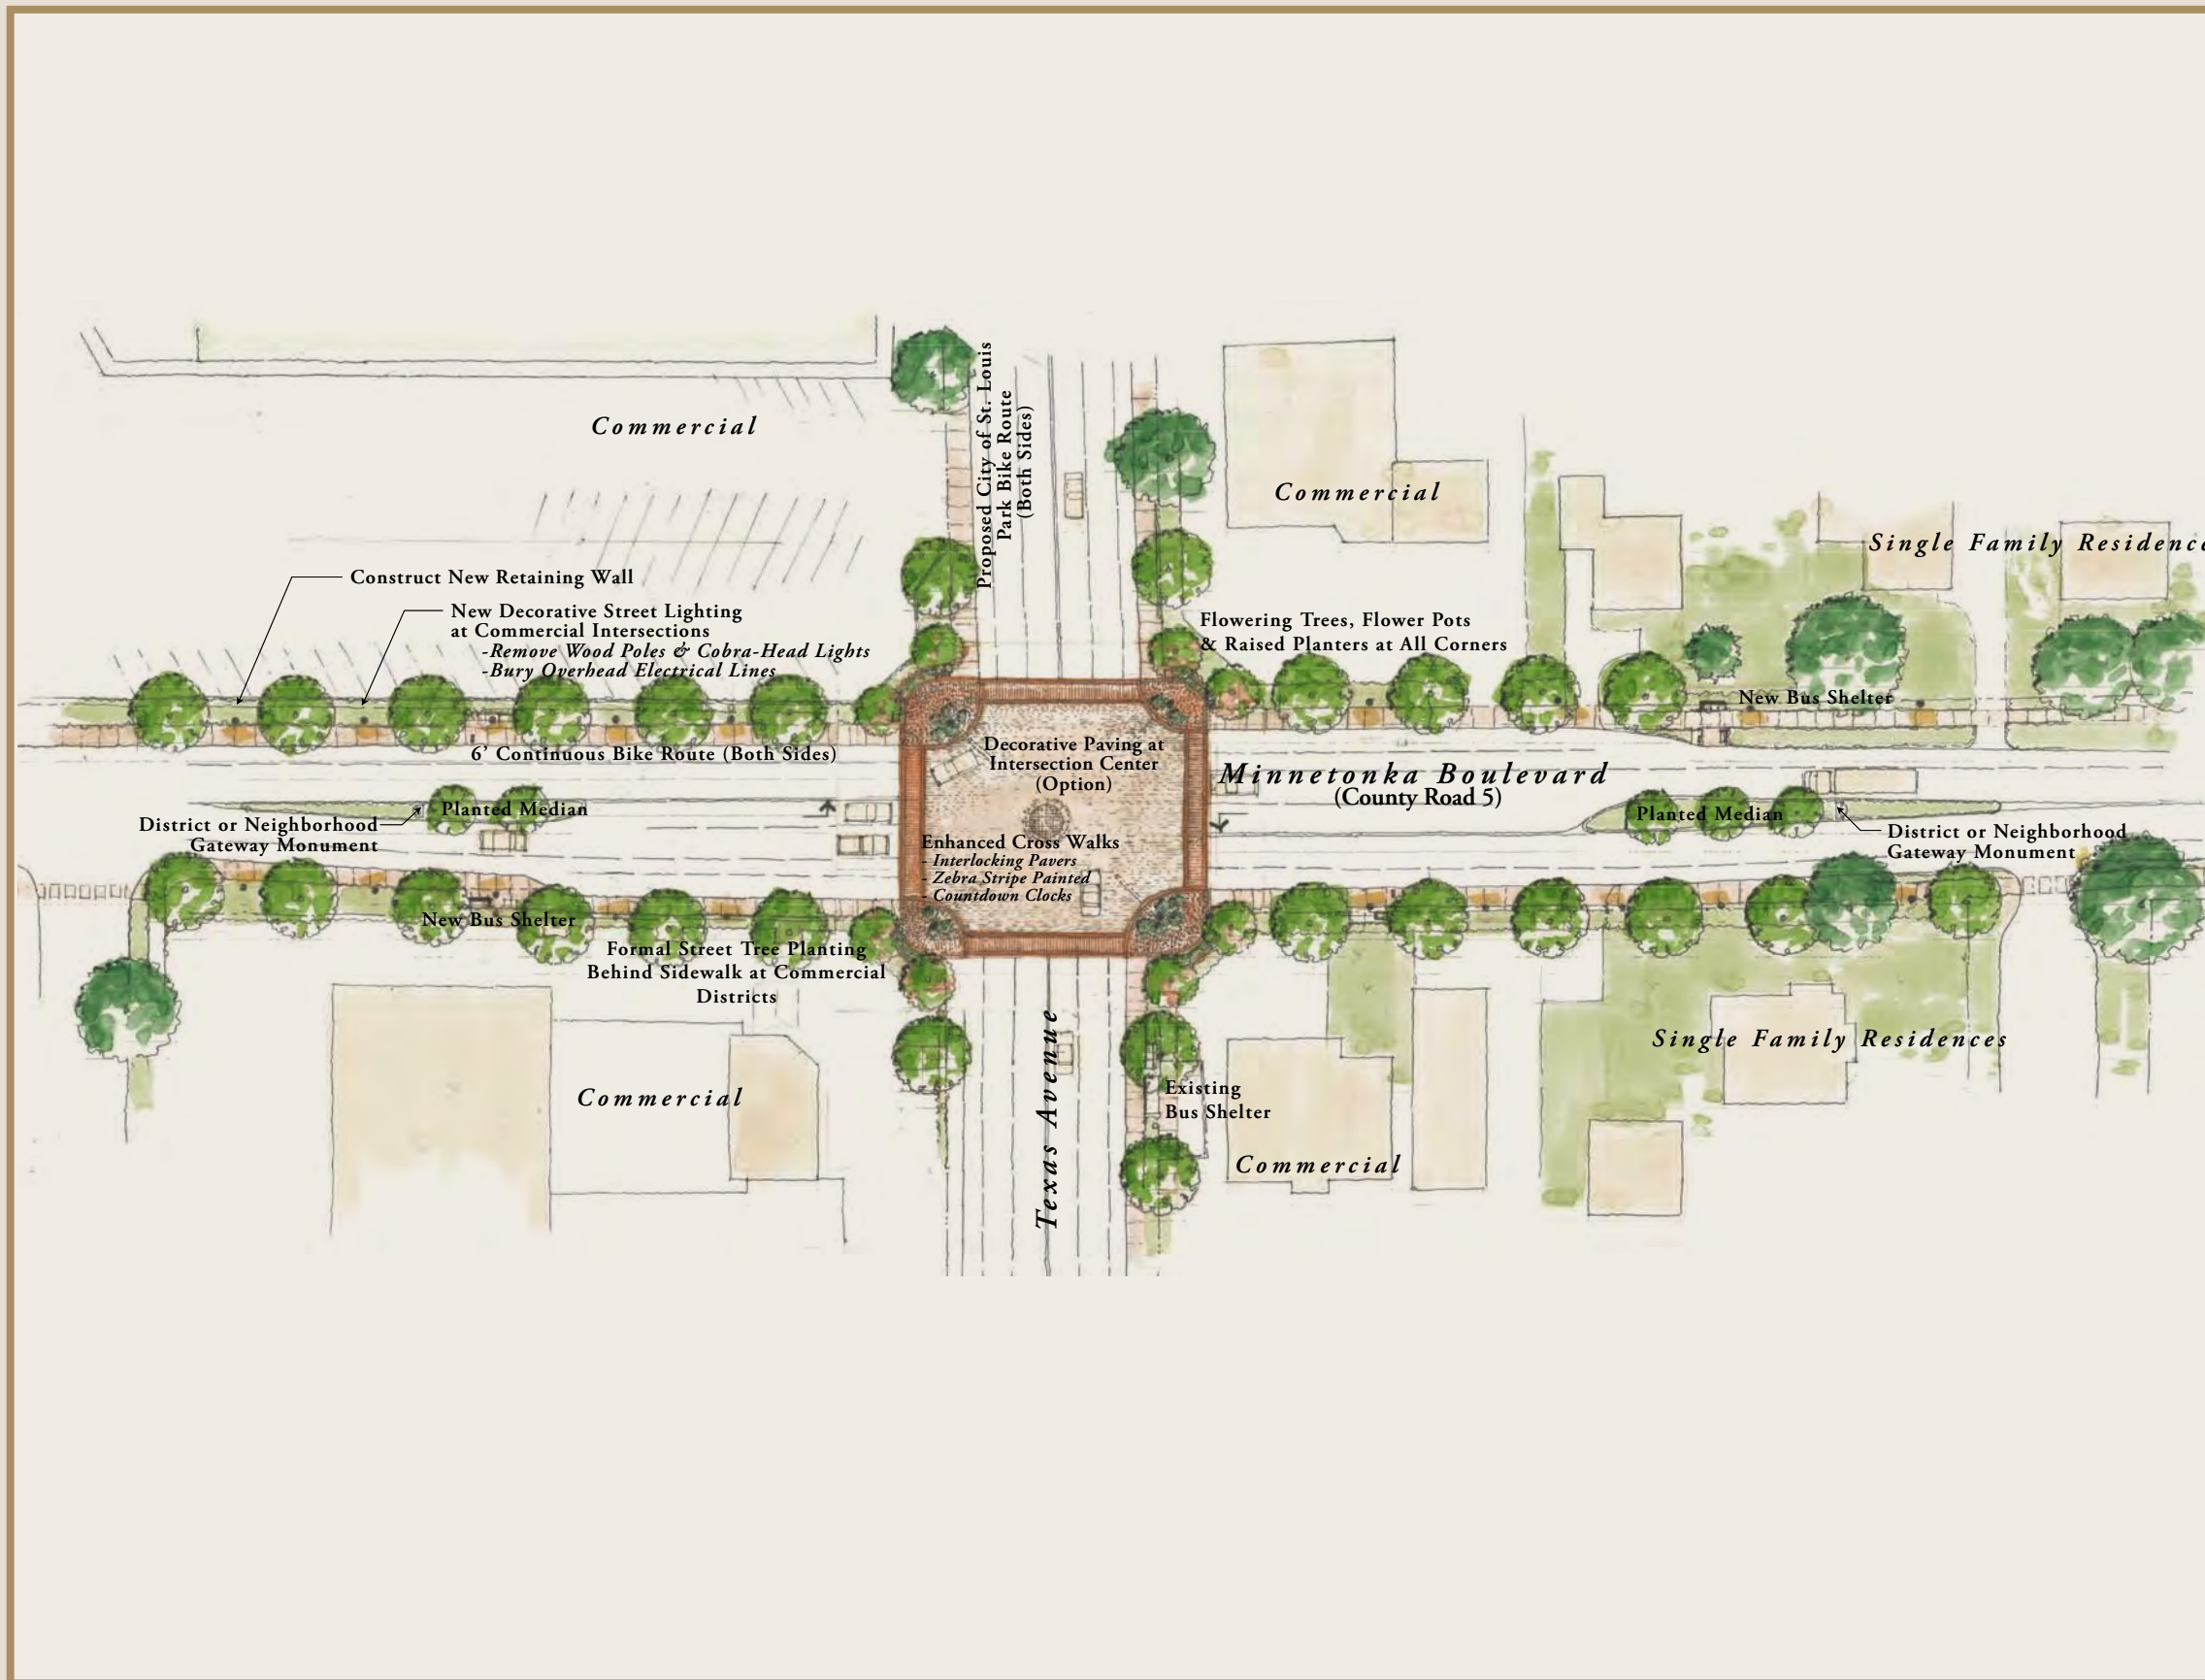 Proposed City of St. Louis
Park Bike Route
(Both Sides)
Commercial
Commercial
Single Family Residence
Construct New Retaining Wall
New Decorative Street Lighting
at Commercial Intersections
-Remove Wood Poles & Cobra-Head Lights
-Bury Overhead Electrical Lines
Flowering Trees, Flower Pots
& Raised Planters at All Corners
New Bus Shelter
6’ Continuous Bike Route (Both Sides)
Decorative Paving at
Intersection Center
(Option)
Minnetonka Boulevard
(County Road 5)
Planted Median
Planted Median
District or Neighborhood
Gateway Monument
District or Neighborhood
Gateway Monument
Enhanced Cross Walks
- Interlocking Pavers
- Zebra Stripe Painted
- Countdown Clocks
New Bus Shelter
Formal Street Tree Planting
Behind Sidewalk at Commercial
Districts
Texas Avenue
Single Family Residences
Commercial
Existing
Bus Shelter
Commercial